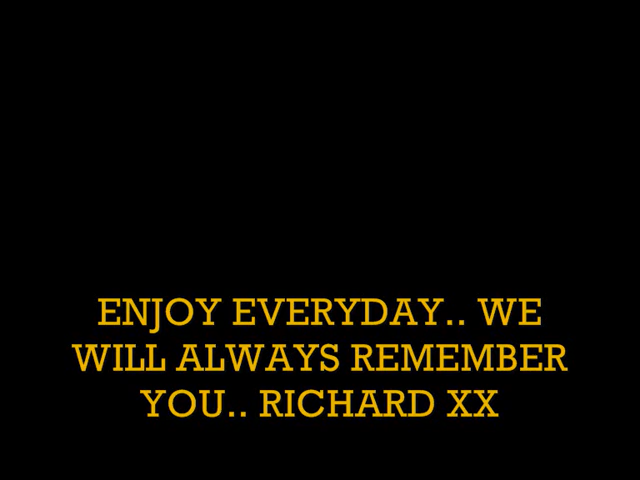 ENJOY EVERYDAY.. WE
WILL ALWAYS REMEMBER
YOU.. RICHARD XX